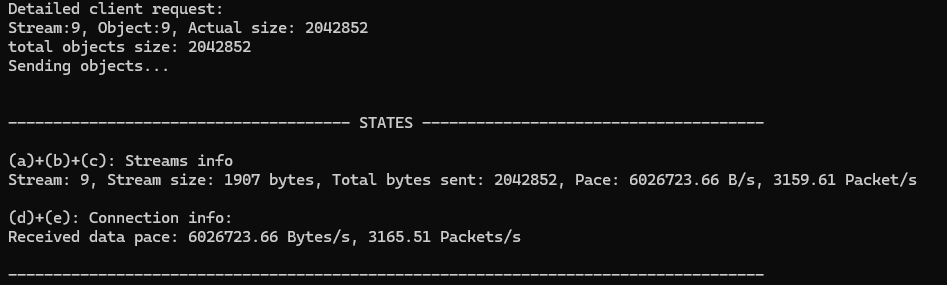 Detailed client request:
Stream:9, Object:9, Actual size: 2042852
total objects size: 2042852
Sending objects...
-------------------------------------- STATES --------------------------------------
(a)+(b)+(c): Streams info
Stream: 9, Stream size: 1907 bytes, Total bytes sent: 2042852, Pace: 6026723.66 B/s, 3159.61 Packet/s
(d)+(e): Connection info:
Received data pace: 6026723.66 Bytes/s, 3165.51 Packets/s
------------------------------------------------------------------------------------